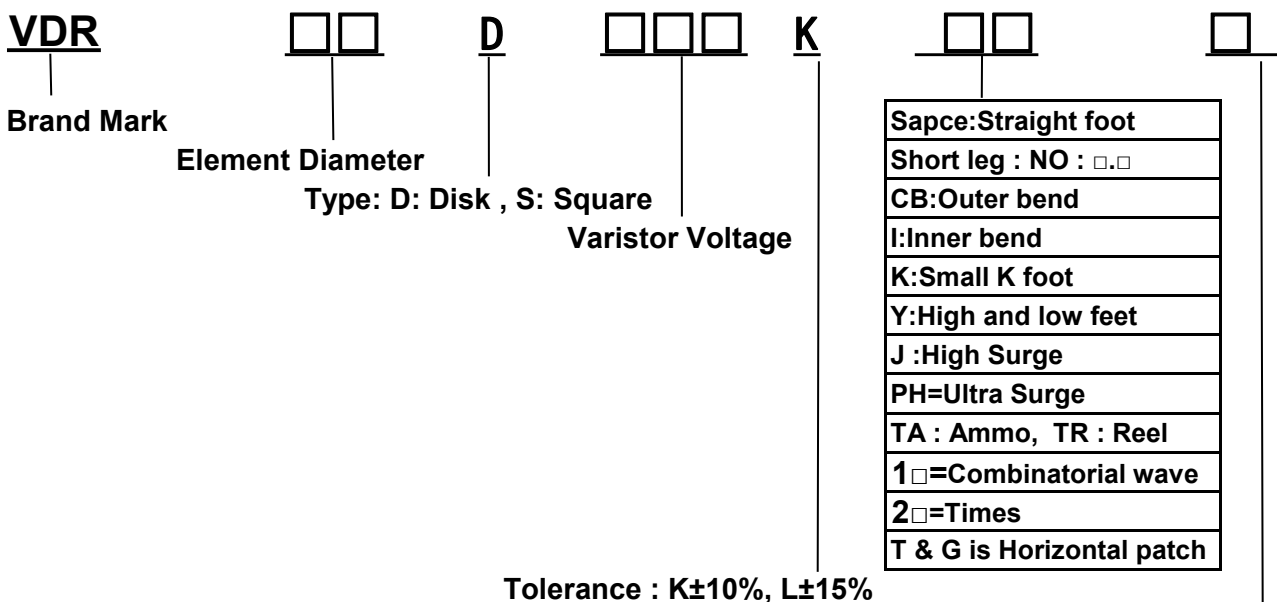 VDR □□ D □□□ K □□ □
Brand Mark
Element Diameter
Type: D: Disk , S: Square
Varistor Voltage
Sapce:Straight foot
Short leg : NO : □.□
CB:Outer bend
I:Inner bend
K:Small K foot
Y:High and low feet
J :High Surge
PH=Ultra Surge
TA : Ammo, TR : Reel
1□=Combinatorial wave
2□=Times
T & G is Horizontal patch
Tolerance : K±10%, L±15%